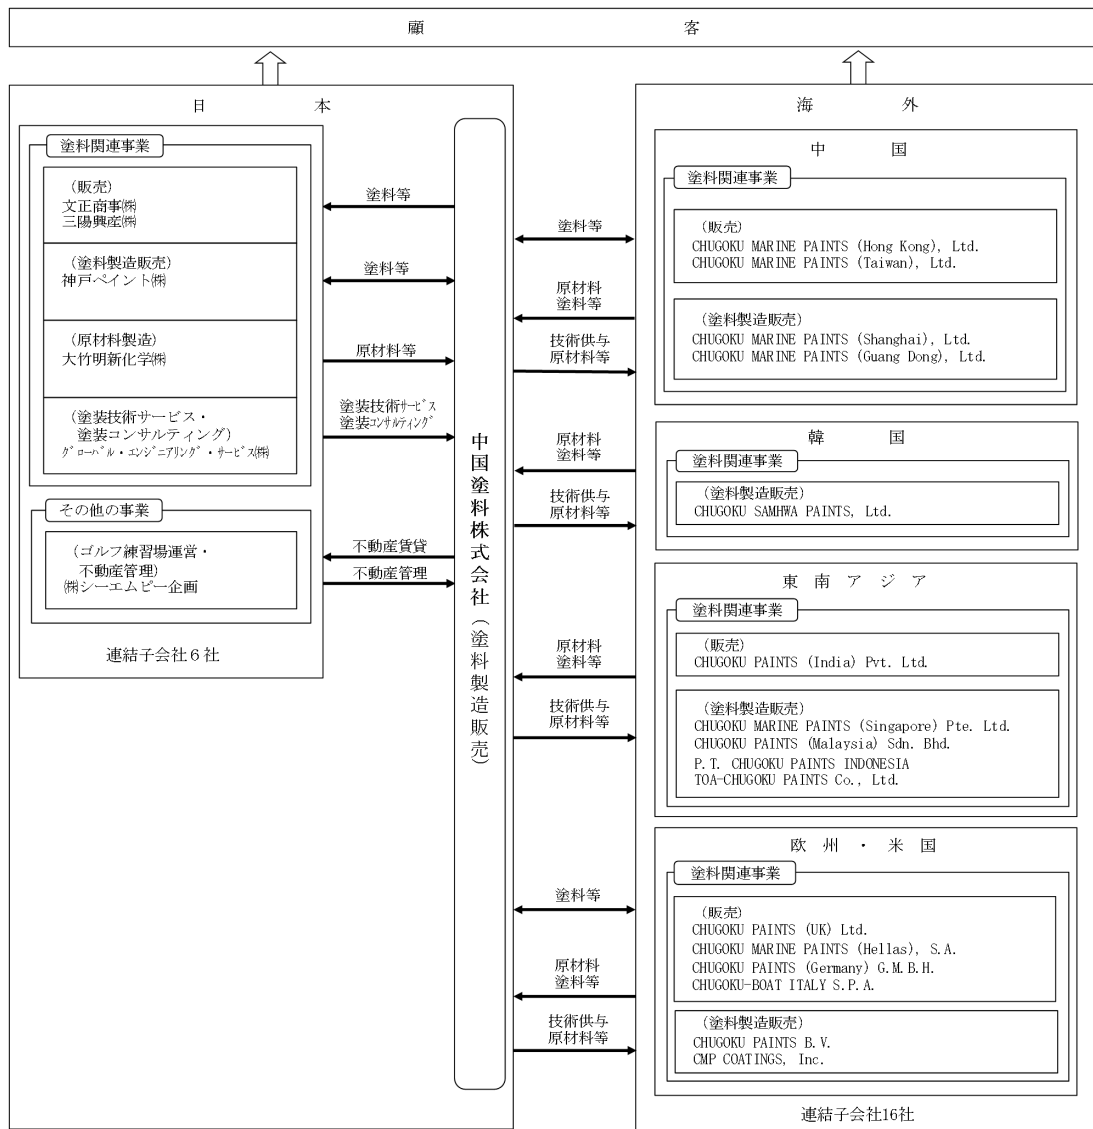 顧客
日本
塗料関連事業
（販売）
文正商事㈱
三陽興産㈱
（塗料製造販売）
神戸ペイント㈱
（原材料製造）
大竹明新化学㈱
（塗装技術サービス・
塗装コンサルティング）
グローバル・エンジニアリング・サービス㈱
その他の事業
（ゴルフ練習場運営・
不動産管理）
㈱シーエムピー企画
連結子会社６社
塗料等
塗料等
原材料等
塗装技術サービス
塗装コンサルティング
不動産賃貸
不動産管理
中国塗料株式会社（塗料製造販売）
塗料等
原材料
塗料等
技術供与
原材料等
原材料
塗料等
技術供与
原材料等
原材料
塗料等
技術供与
原材料等
塗料等
原材料
塗料等
技術供与
原材料等
海外
中国
塗料関連事業
（販売）
CHUGOKU MARINE PAINTS (Hong Kong), Ltd.
CHUGOKU MARINE PAINTS (Taiwan), Ltd.
（塗料製造販売）
CHUGOKU MARINE PAINTS (Shanghai), Ltd.
CHUGOKU MARINE PAINTS (Guang Dong), Ltd.
韓国
塗料関連事業
（塗料製造販売）
CHUGOKU SAMHWA PAINTS, Ltd.
東南アジア
塗料関連事業
（販売）
CHUGOKU PAINTS (India) Pvt. Ltd.
（塗料製造販売）
CHUGOKU MARINE PAINTS (Singapore) Pte. Ltd.
CHUGOKU PAINTS (Malaysia) Sdn. Bhd.
P.T. CHUGOKU PAINTS INDONESIA
TOA-CHUGOKU PAINTS Co., Ltd.
欧州・米国
塗料関連事業
（販売）
CHUGOKU PAINTS (UK) Ltd.
CHUGOKU MARINE PAINTS (Hellas), S.A.
CHUGOKU PAINTS (Germany) G.M.B.H.
CHUGOKU-BOAT ITALY S.P.A.
（塗料製造販売）
CHUGOKU PAINTS B.V.
CMP COATINGS, Inc.
連結子会社16社